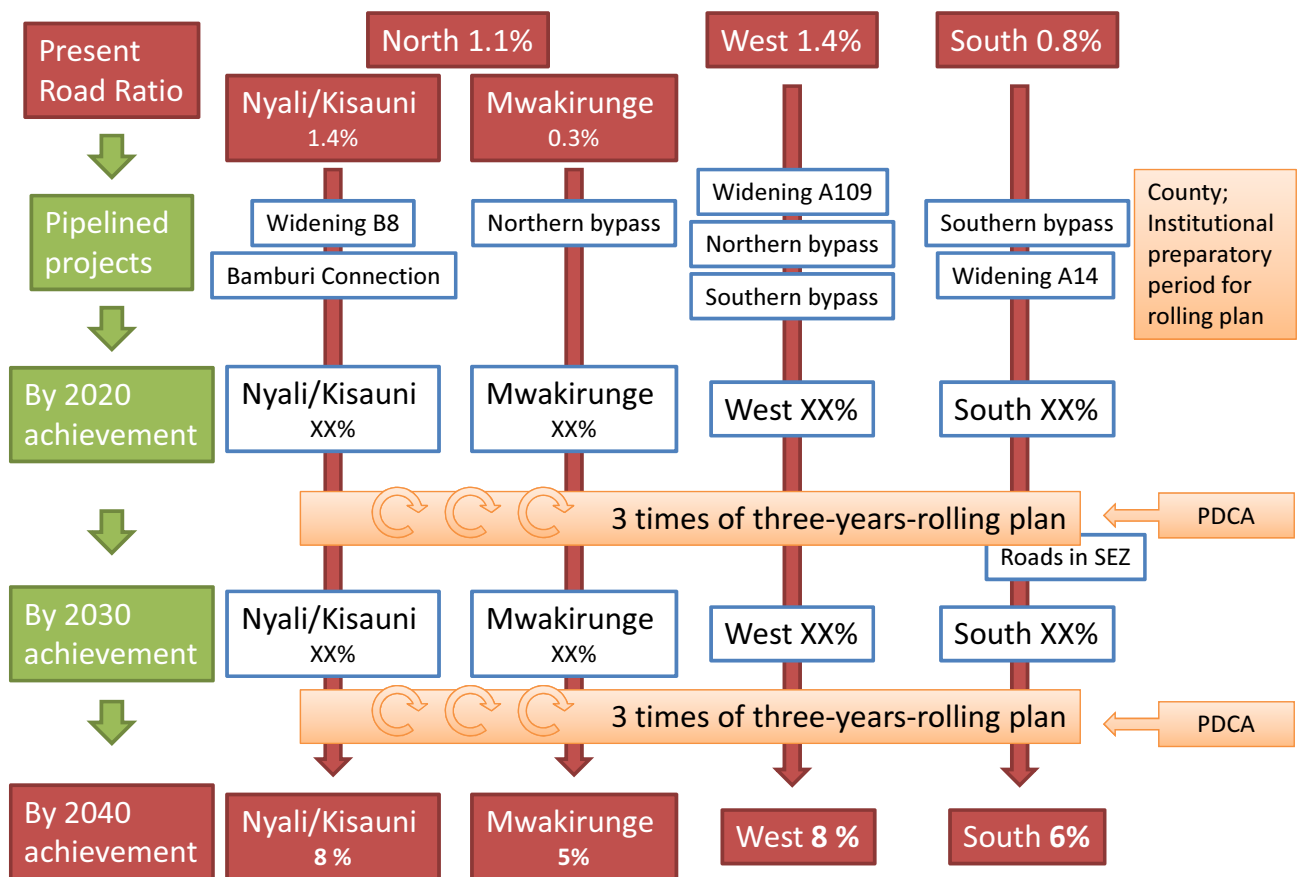 Present
Road Ratio
North 1.1%
West 1.4%
South 0.8%
Nyali/Kisauni
1.4%
Mwakirunge
0.3%
Pipelined
projects
Widening B8
Bamburi Connection
Northern bypass
Widening A109
Northern bypass
Southern bypass
Southern bypass
Widening A14
County;
Institutional
preparatory
period for
rolling plan
By 2020
achievement
Nyali/Kisauni
XX%
Mwakirunge
XX%
West XX%
South XX%
3 times of three-years-rolling plan
PDCA
Roads in SEZ
By 2030
achievement
Nyali/Kisauni
XX%
Mwakirunge
XX%
West XX%
South XX%
3 times of three-years-rolling plan
PDCA
By 2040
achievement
Nyali/Kisauni
8 %
Mwakirunge
5%
West 8 %
South 6%